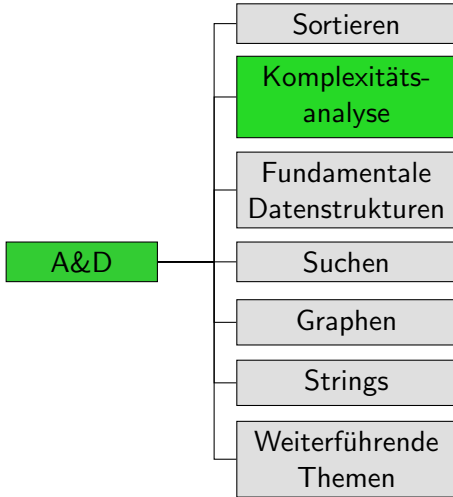 Sortieren
Komplexitäts-
analyse
Fundamentale
Datenstrukturen
A&D
Suchen
Graphen
Strings
Weiterführende
Themen